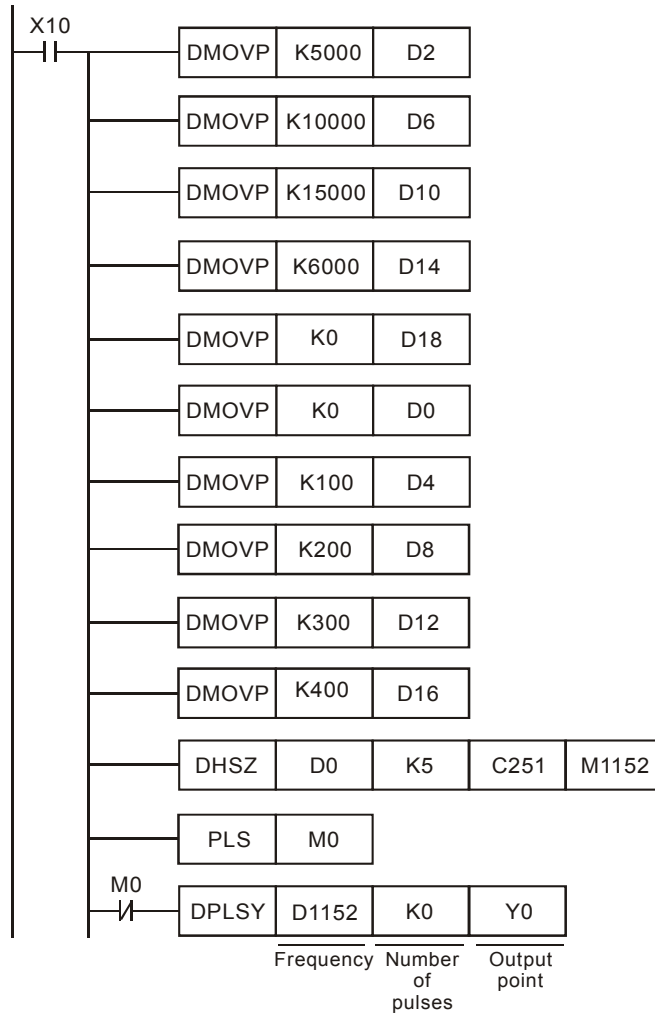 X10
DMOVP K5000 D2
DMOVP K10000 D6
DMOVP K15000 D10
DMOVP K6000 D14
DMOVP K0 D18
DMOVP K0 D0
DMOVP K100 D4
DMOVP K200 D8
DMOVP K300 D12
DMOVP K400 D16
DHSZ D0 K5 C251 M1152
PLS M0
M0
DPLSY D1152 K0 Y0
Frequency Number Output
of point
pulses